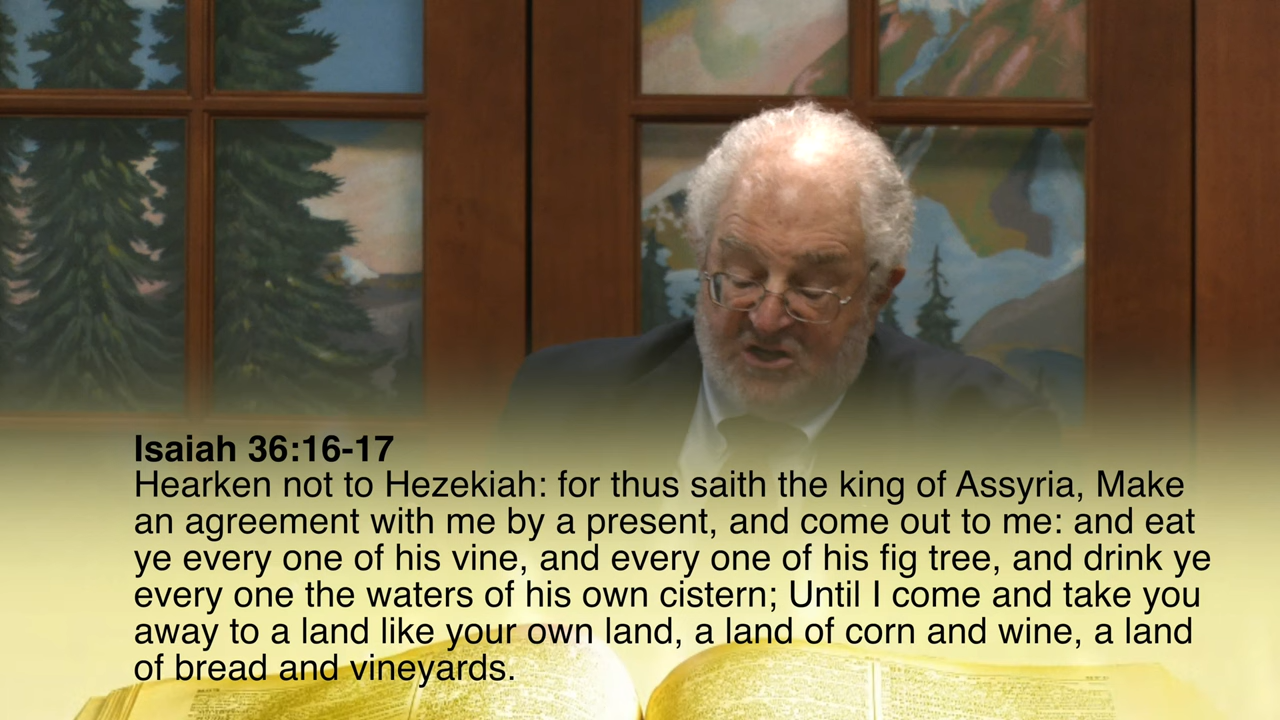 Isaiah 36:16-17
Hearken not to Hezekiah: for thus saith the king of Assyria, Make
an agreement with me by a present, and come out to me: and eat
ye every one of his vine, and every one of his fig tree, and drink ye
every one the waters of his own cistern; Until I come and take you
away to a land like your own land, a land of corn and wine, a land
of bread and vineyards.